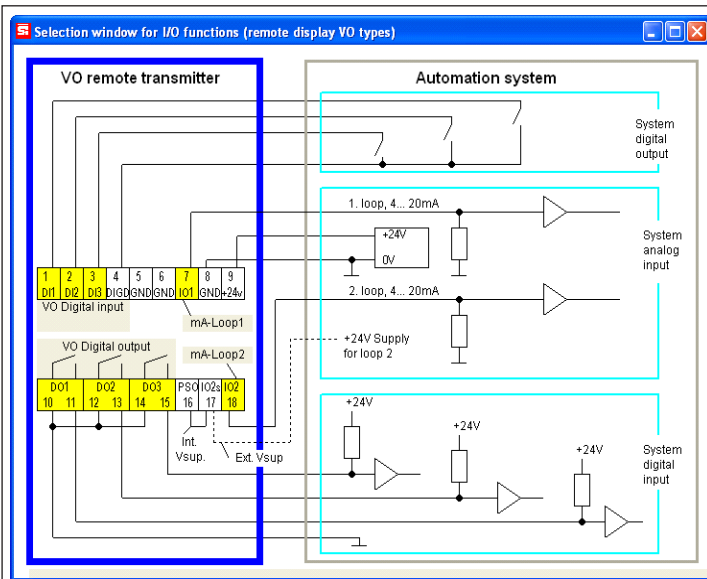 Selection window for I/O functions (remote display VO types)
VO remote transmitter
Automation system
System
digital
output
1. loop, 4... 20mA
+24V
0V
System
analog
input
1 2 3 4 5 6 7 8 9
DI1 DI2 DI3 DIGD GND GND IO1 GND +24v
VO Digital input
mA-Loop1
2. loop, 4... 20mA
+24V Supply
for loop 2
VO Digital output
mA-Loop2
DO1 DO2 DO3 PSO IO2s IO2
10 11 12 13 14 15 16 17 18
Int.
Vsup.
Ext. Vsup
+24V
+24V
+24V
System
digital
input